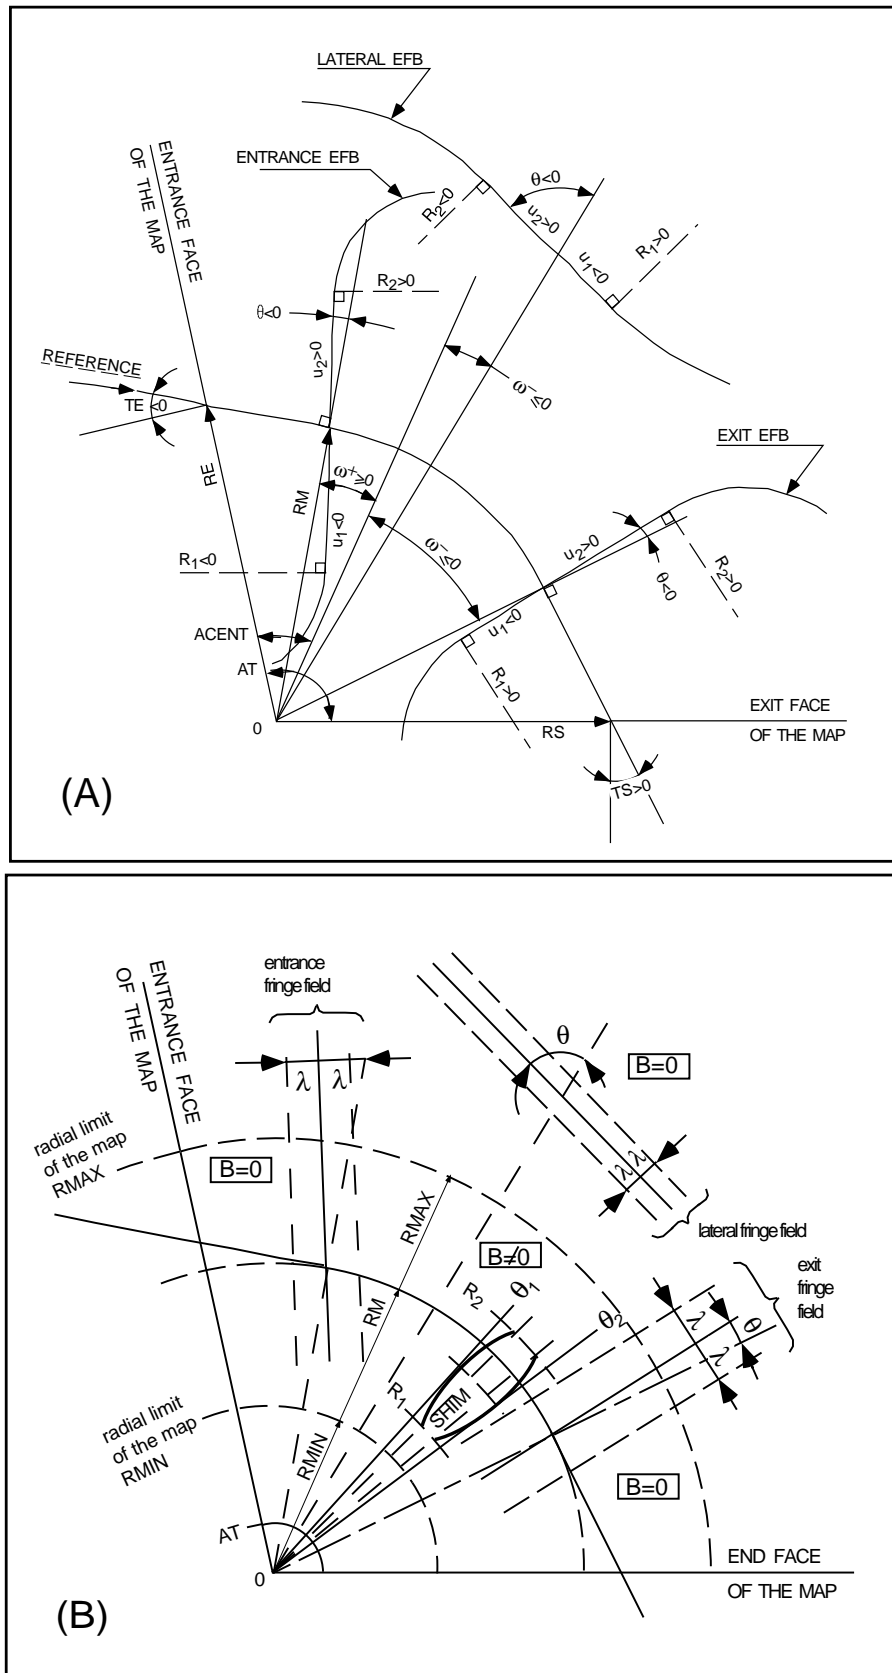 LATERAL EFB
ENTRANCE FACE
OF THE MAP
ENTRANCE EFB
θ<0
R2<0
u2>0
R1>0
u1<0
R2>0
θ<0
u2>0
ω⁻≤0
REFERENCE
TE <0
RE
EXIT EFB
RM
ω⁺≥0
u1<0
ω⁻≤0
u2>0
R1<0
θ<0
R2>0
u1<0
ACENT
AT
R1>0
0
RS
EXIT FACE
OF THE MAP
TS>0
(A)
ENTRANCE FACE
OF THE MAP
entrance
fringe field
λ
λ
θ
B=0
radial limit
of the map
RMAX
B=0
RMAX
λ
λ
lateral fringe field
B≠0
exit
fringe
field
RM
R2
θ1
θ2
λ
λ
θ
R1
SHIM
radial limit
of the map
RMIN
RMIN
B=0
AT
0
END FACE
OF THE MAP
(B)